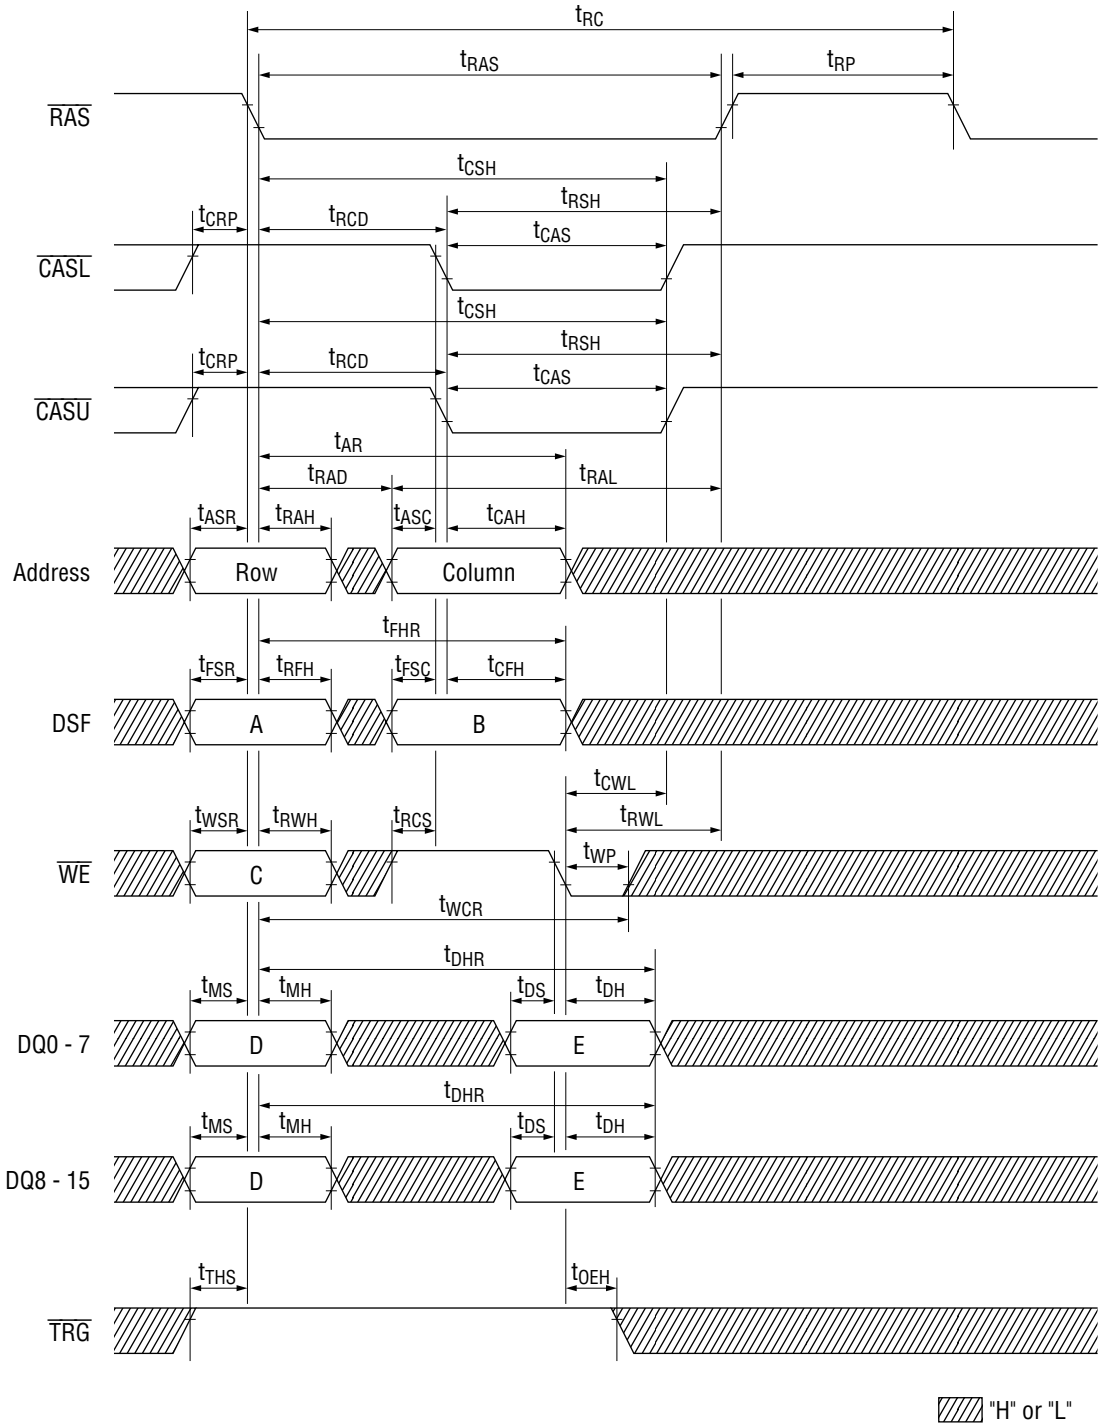 tRC
tRAS tRP
RAS
tCSH
tRSH
tCRP tRCD tCAS
CASL
tCSH
tRSH
tCRP tRCD tCAS
CASU
tAR
tRAD tRAL
tASR tRAH tASC tCAH
Address Row Column
tFHR
tFSR tRFH tFSC tCFH
DSF A B
tCWL
tWSR tRWH tRCS tRWL
tWP
WE C
tWCR
tDHR
tMS tMH tDS tDH
DQ0 - 7 D E
tDHR
tMS tMH tDS tDH
DQ8 - 15 D E
tTHS tOEH
TRG
"H" or "L"